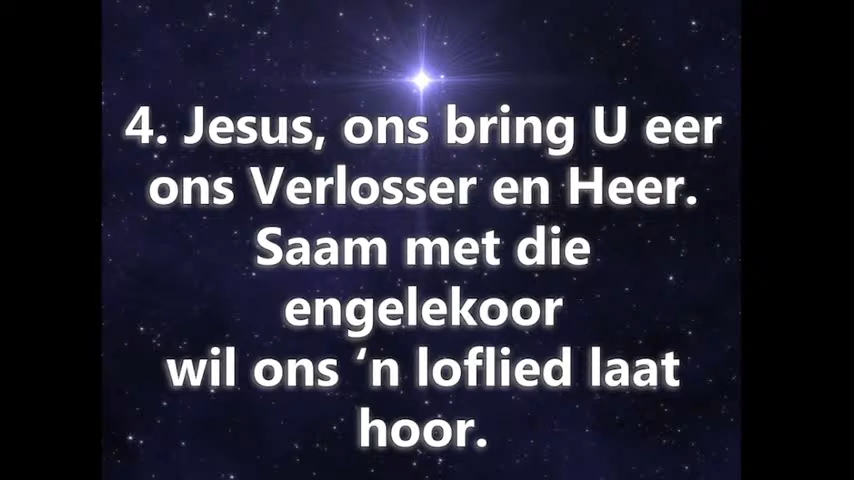 4. Jesus, ons bring U eer
ons Verlosser en Heer.
Saam met die
engelekoor
wil ons ‘n loflied laat
hoor.